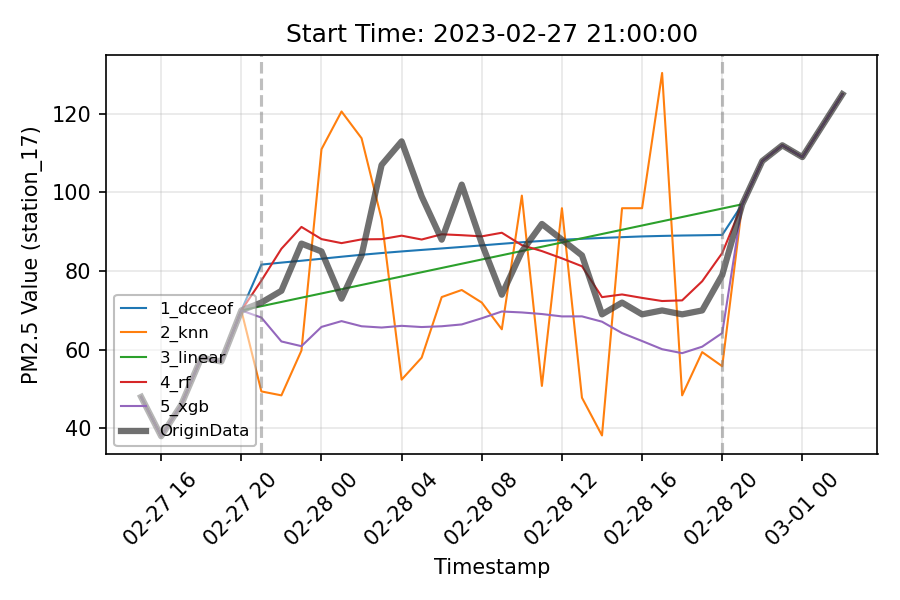 Start Time: 2023-02-27 21:00:00
PM2.5 Value (station_17)
120
100
80
60
40
1_dcceof
2_knn
3_linear
4_rf
5_xgb
OriginData
02-27 16
02-27 20
02-28 00
02-28 04
02-28 08
02-28 12
02-28 16
02-28 20
03-01 00
Timestamp